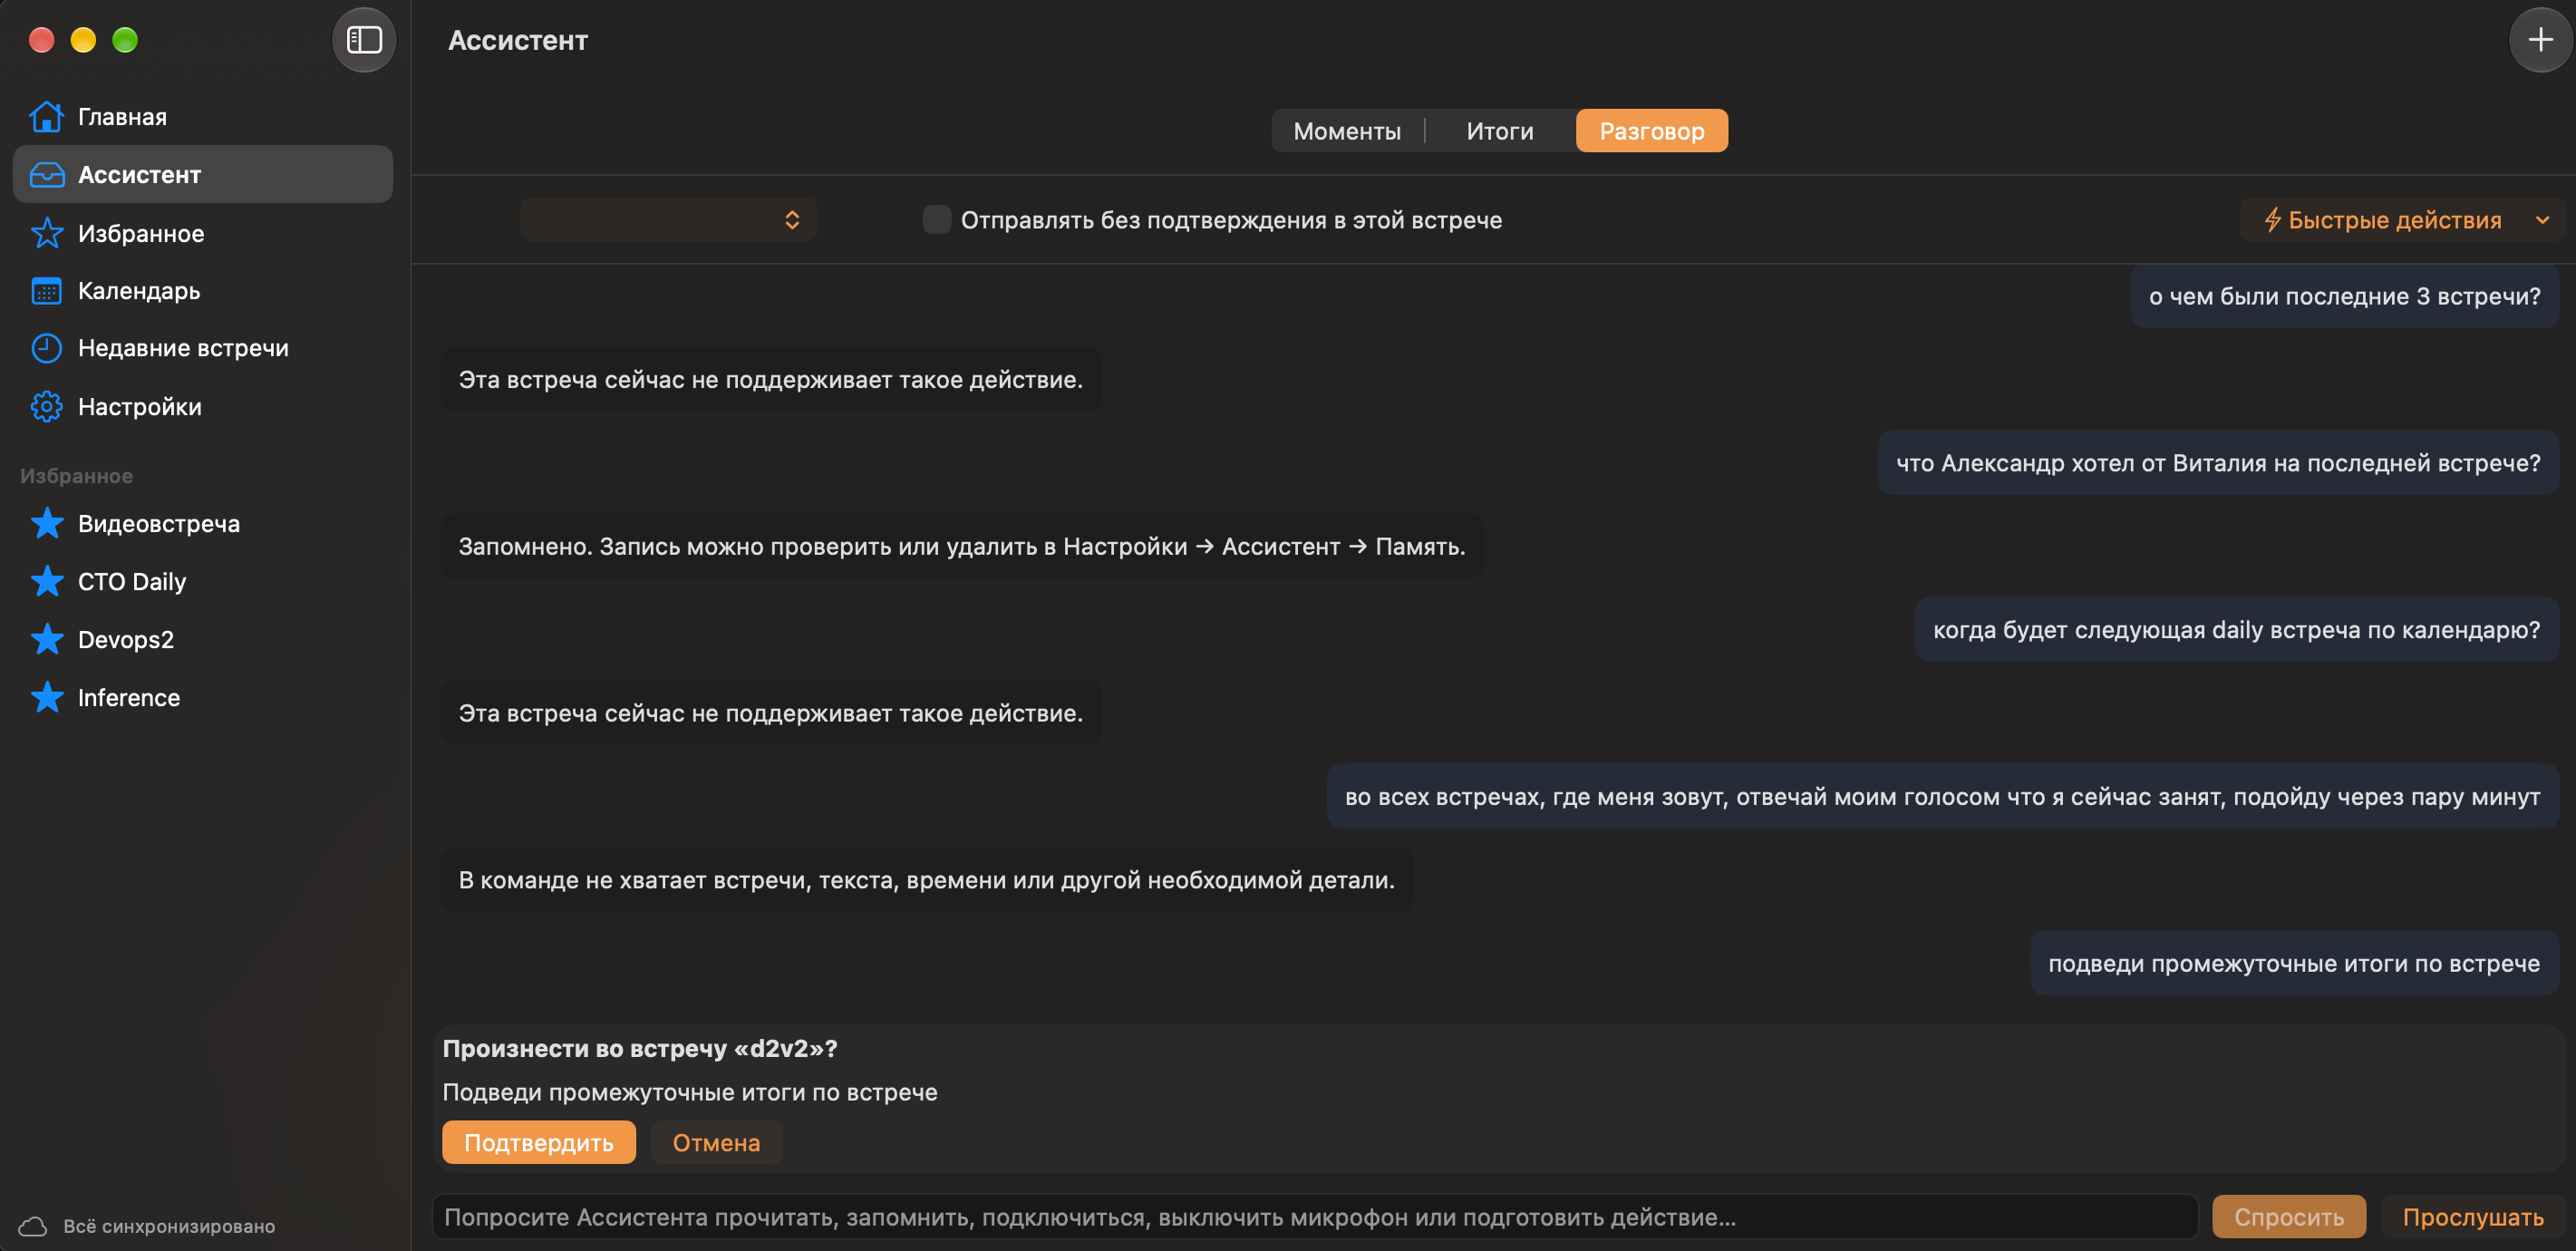 Ассистент
Главная
Ассистент
Избранное
Календарь
Недавние встречи
Настройки
Избранное
Видеовстреча
CTO Daily
Devops2
Inference
Всё синхронизировано
Моменты
Итоги
Разговор
Отправлять без подтверждения в этой встрече
Быстрые действия
о чем были последние 3 встречи?
Эта встреча сейчас не поддерживает такое действие.
что Александр хотел от Виталия на последней встрече?
Запомнено. Запись можно проверить или удалить в Настройки → Ассистент → Память.
когда будет следующая daily встреча по календарю?
Эта встреча сейчас не поддерживает такое действие.
во всех встречах, где меня зовут, отвечай моим голосом что я сейчас занят, подойду через пару минут
В команде не хватает встречи, текста, времени или другой необходимой детали.
подведи промежуточные итоги по встрече
Произнести во встречу «d2v2»?
Подведи промежуточные итоги по встрече
Подтвердить
Отмена
Попросите Ассистента прочитать, запомнить, подключиться, выключить микрофон или подготовить действие...
Спросить
Прослушать